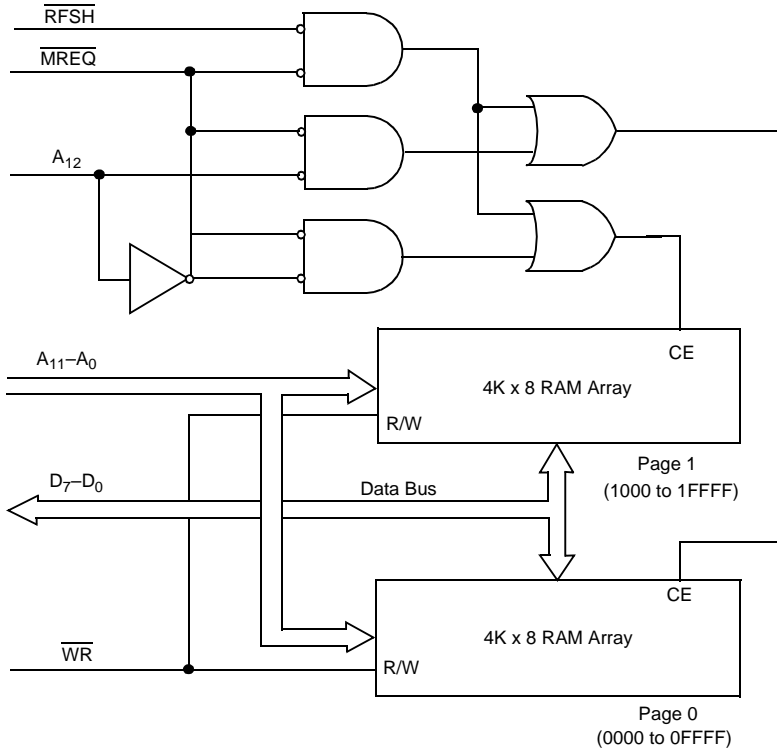 RFSH
MREQ
A12
A11–A0
CE
4K x 8 RAM Array
R/W
Page 1
(1000 to 1FFFF)
D7–D0
Data Bus
CE
4K x 8 RAM Array
WR
R/W
Page 0
(0000 to 0FFFF)